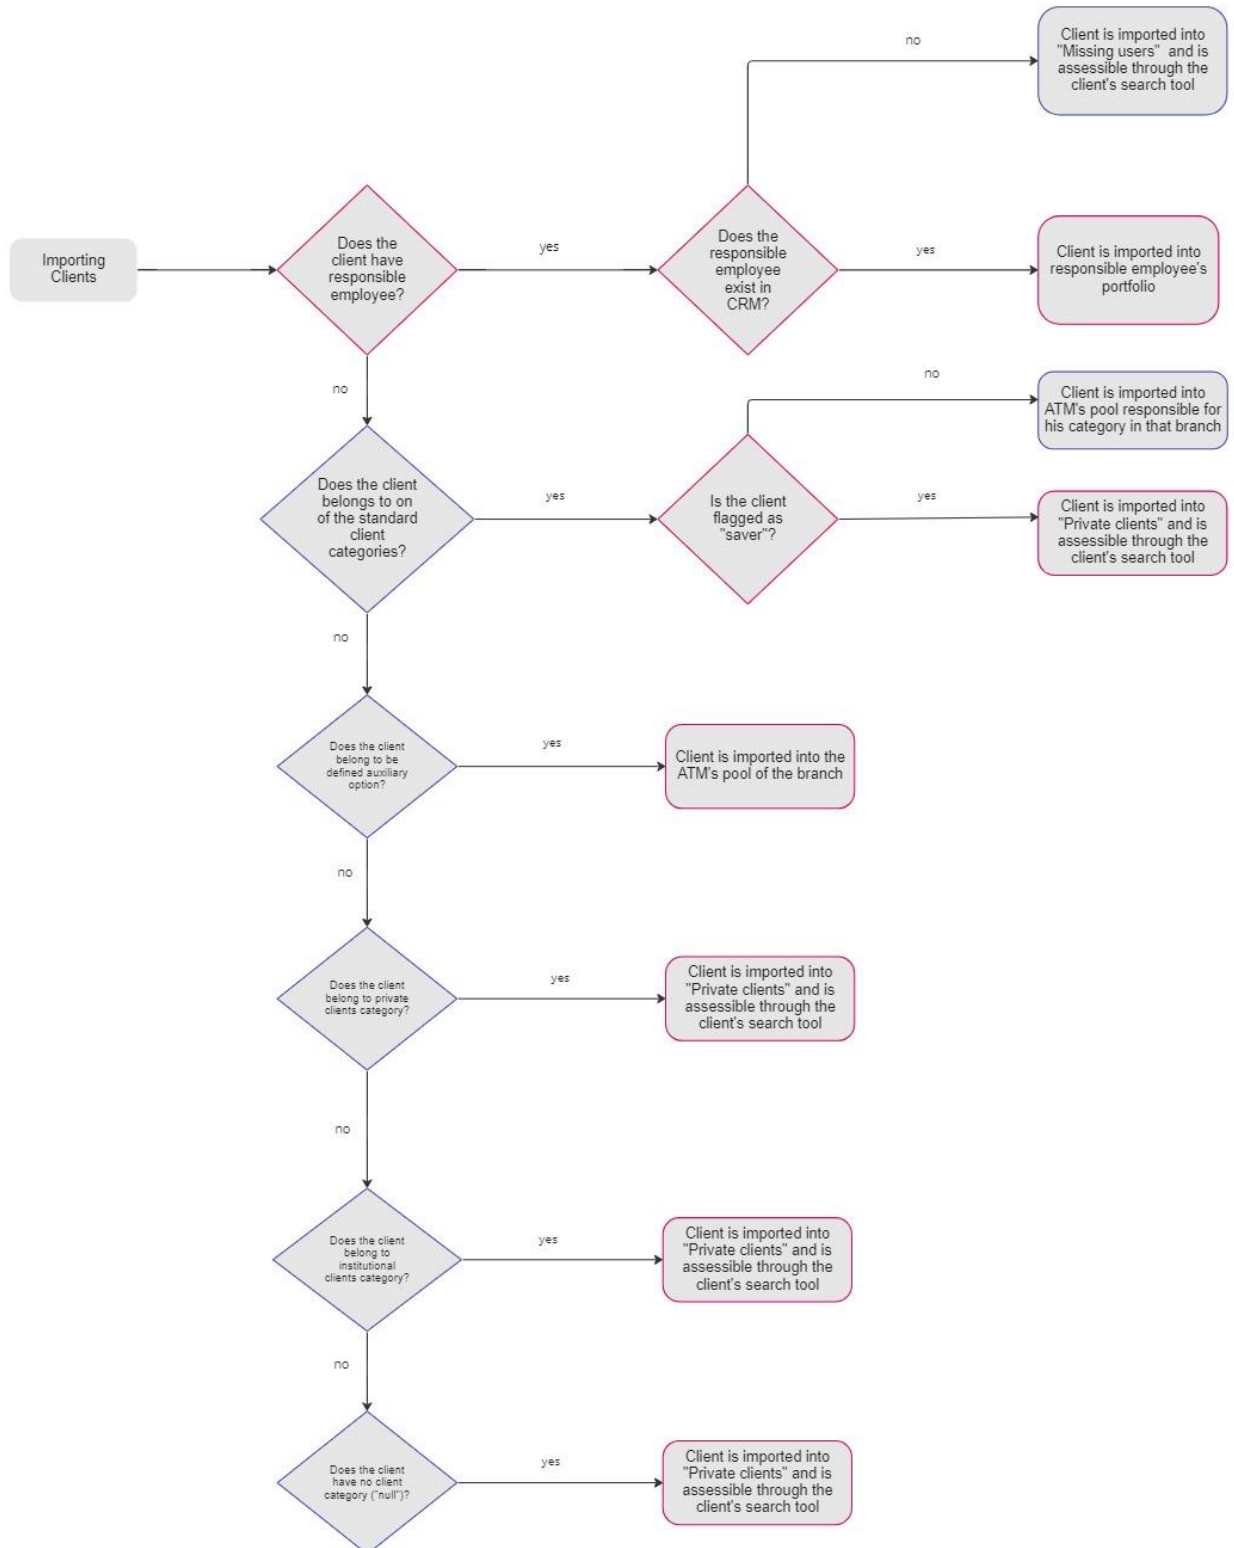 no
Client is imported into
"Missing users" and is
assessible through the
client's search tool
Importing
Clients
Does the
client have
responsible
employee?
yes
Does the
responsible
employee
exist in
CRM?
yes
Client is imported into
responsible employee's
portfolio
no
no
Client is imported into
ATM's pool responsible for
his category in that branch
Does the client
belongs to on
of the standard
client
categories?
yes
Is the client
flagged as
"saver"?
yes
Client is imported into
"Private clients" and is
assessible through the
client's search tool
no
Does the client
belong to be
defined auxiliary
option?
yes
Client is imported into the
ATM's pool of the branch
no
Does the client
belong to private
clients category?
yes
Client is imported into
"Private clients" and is
assessible through the
client's search tool
no
Does the client
belong to
institutional
clients category?
yes
Client is imported into
"Private clients" and is
assessible through the
client's search tool
no
Does the client
have no client
category ("null")?
yes
Client is imported into
"Private clients" and is
assessible through the
client's search tool